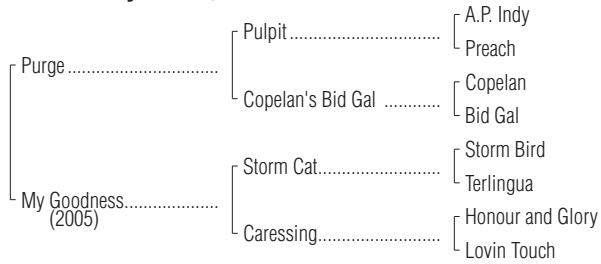 A.P. Indy
Pulpit
Preach
Purge
Copelan
Copelan's Bid Gal
Bid Gal
Storm Bird
Storm Cat
Terlingua
My Goodness
(2005)
Honour and Glory
Caressing
Lovin Touch